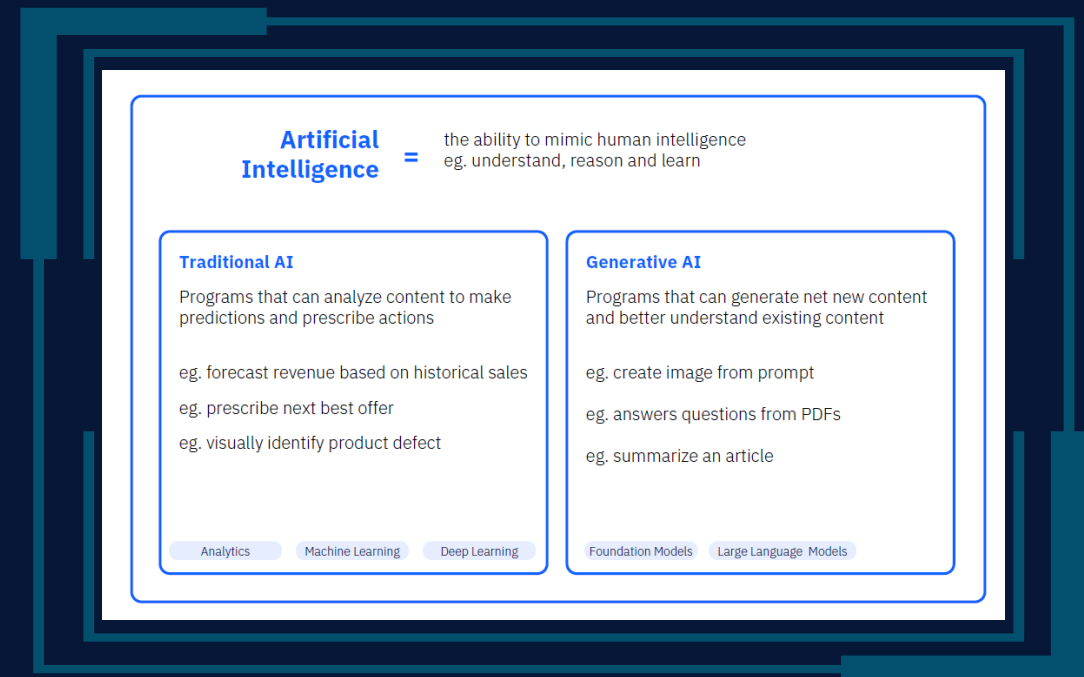 Artificial
Intelligence
=
the ability to mimic human intelligence
eg. understand, reason and learn
Traditional AI
Programs that can analyze content to make
predictions and prescribe actions
eg. forecast revenue based on historical sales
eg. prescribe next best offer
eg. visually identify product defect
Analytics
Machine Learning
Deep Learning
Generative AI
Programs that can generate net new content
and better understand existing content
eg. create image from prompt
eg. answers questions from PDFs
eg. summarize an article
Foundation Models
Large Language Models